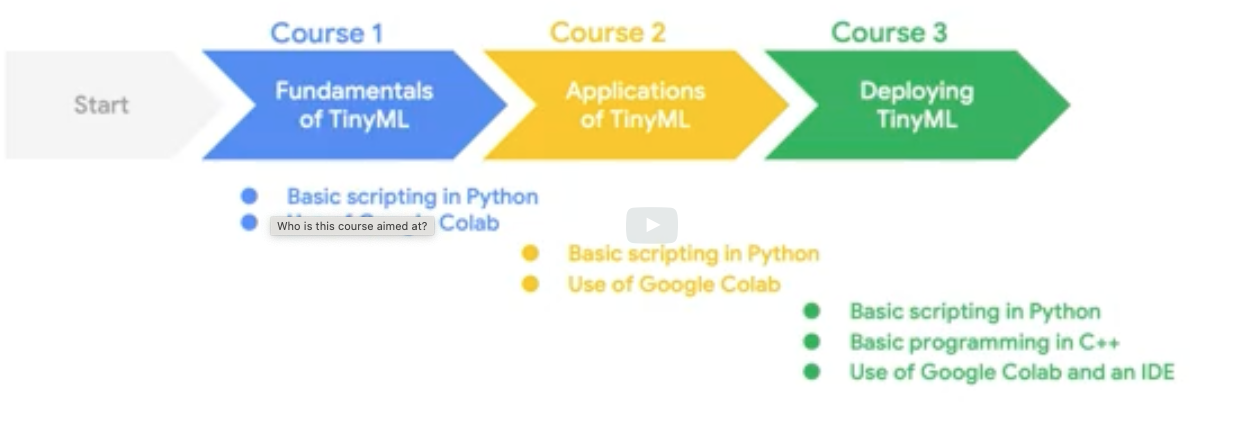 Course 1
Course 2
Course 3
Start
Fundamentals
of TinyML
Applications
of TinyML
Deploying
TinyML
Basic scripting in Python
Colab
Who is this course aimed at?
Basic scripting in Python
Use of Google Colab
Basic scripting in Python
Basic programming in C++
Use of Google Colab and an IDE